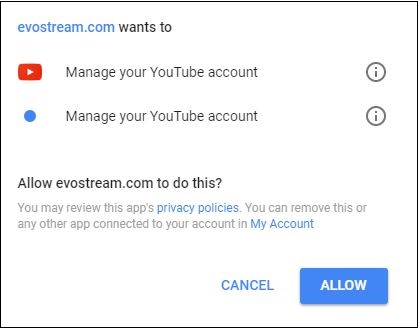 evostream.com wants to
Manage your YouTube account
Manage your YouTube account
Allow evostream.com to do this?
You may review this app's privacy policies. You can remove this or
any other app connected to your account in My Account
CANCEL ALLOW